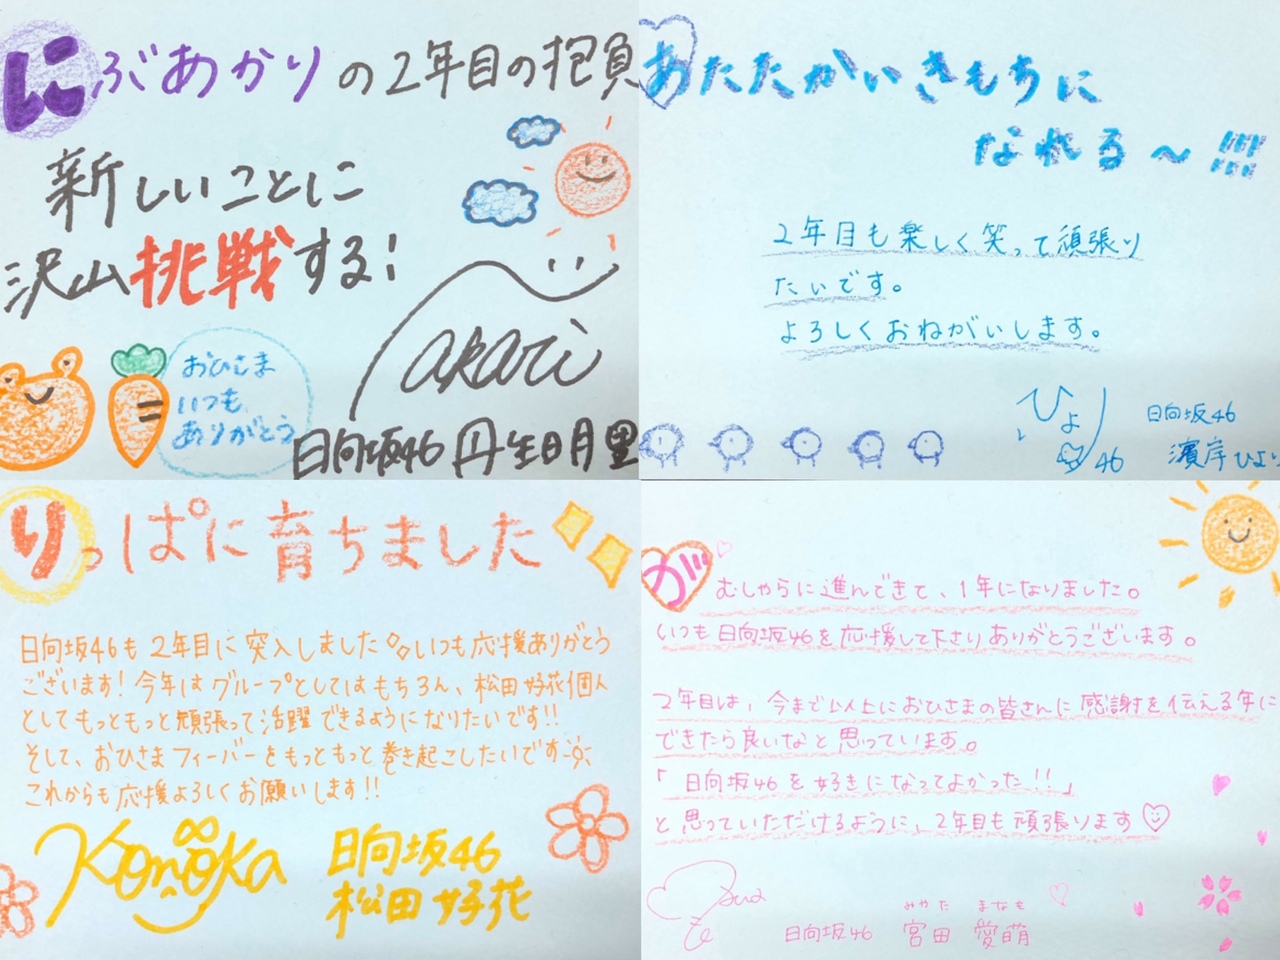 にぶあかりの2年目の抱負
新しいことに
沢山挑戦する!
おひさま
いつも
ありがとう
akari
日向坂46 丹生明里
あたたかいきもちに
なれる～!!!
2年目も楽しく笑って頑張り
たいです。
よろしくおねがいします。
ひよ
46
日向坂46
濱岸ひより
りっぱに育ちました
日向坂46も2年目に突入しました いつも応援ありがとう
ございます!今年はグループとしてはもちろん、松田好花個人
としてもっともっと頑張って活躍できるようになりたいです!!
そして、おひさまフィーバーをもっともっと巻き起こしたいです
これからも応援よろしくお願いします!!
Konoka
日向坂46
松田好花
がむしゃらに進んできて、1年になりました。
いつも日向坂46を応援して下さりありがとうございます。
2年目は、今まで以上におひさまの皆さんに感謝を伝える年に
できたら良いなと思っています。
「日向坂46を好きになってよかった!!」
と思っていただけるように、2年目も頑張ります♡
みやた まなも
日向坂46 宮田 愛萌